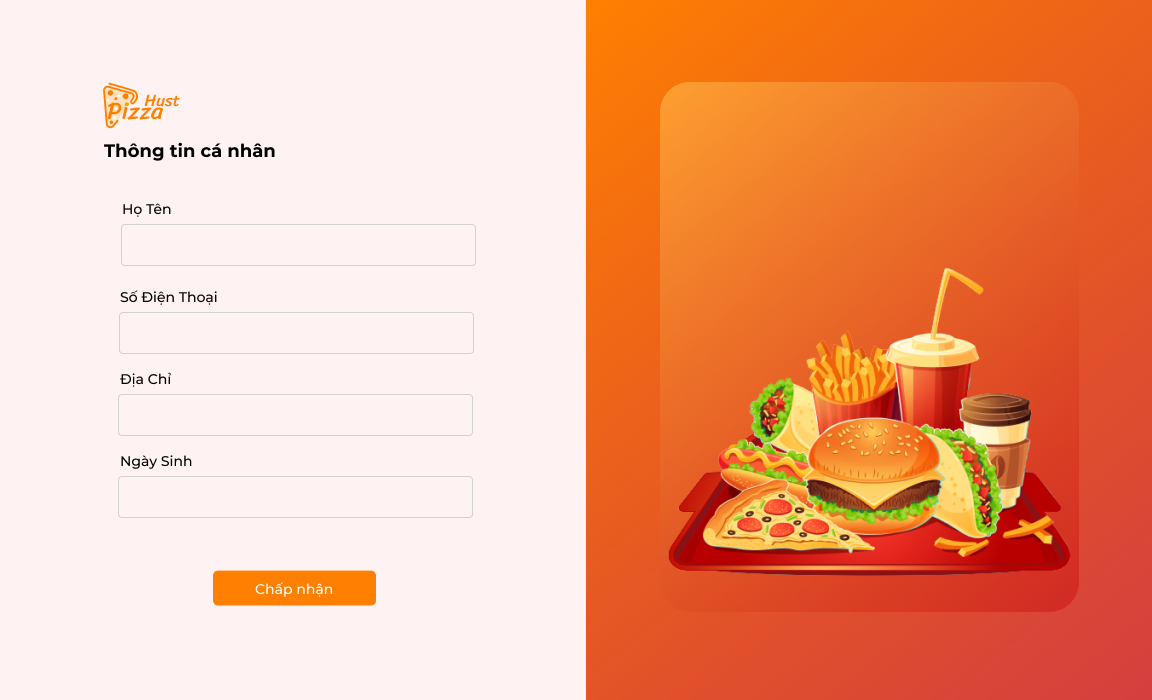 Hust
Pizza
Thông tin cá nhân
Họ Tên
Số Điện Thoại
Địa Chỉ
Ngày Sinh
Chấp nhận